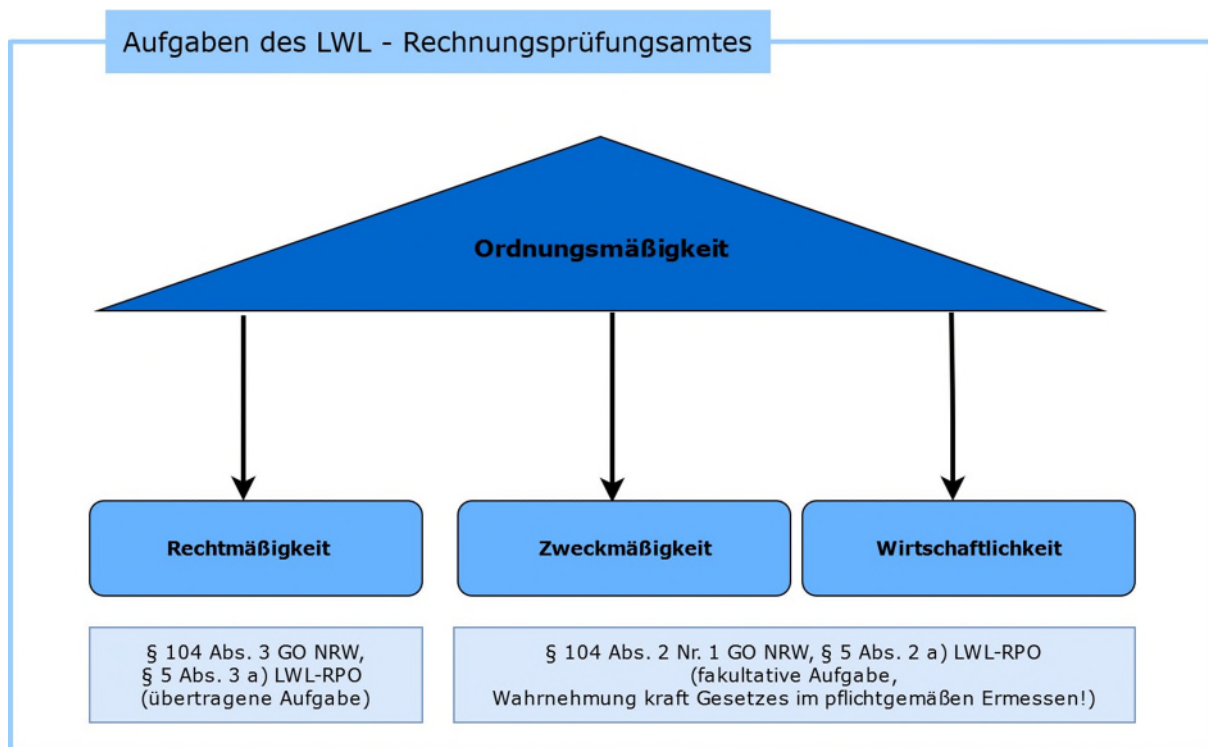 Aufgaben des LWL - Rechnungsprüfungsamtes
Ordnungsmäßigkeit
Rechtmäßigkeit
Zweckmäßigkeit
Wirtschaftlichkeit
§ 104 Abs. 3 GO NRW,
§ 5 Abs. 3 a) LWL-RPO
(übertragene Aufgabe)
§ 104 Abs. 2 Nr. 1 GO NRW, § 5 Abs. 2 a) LWL-RPO
(fakultative Aufgabe,
Wahrnehmung kraft Gesetzes im pflichtgemäßen Ermessen!)